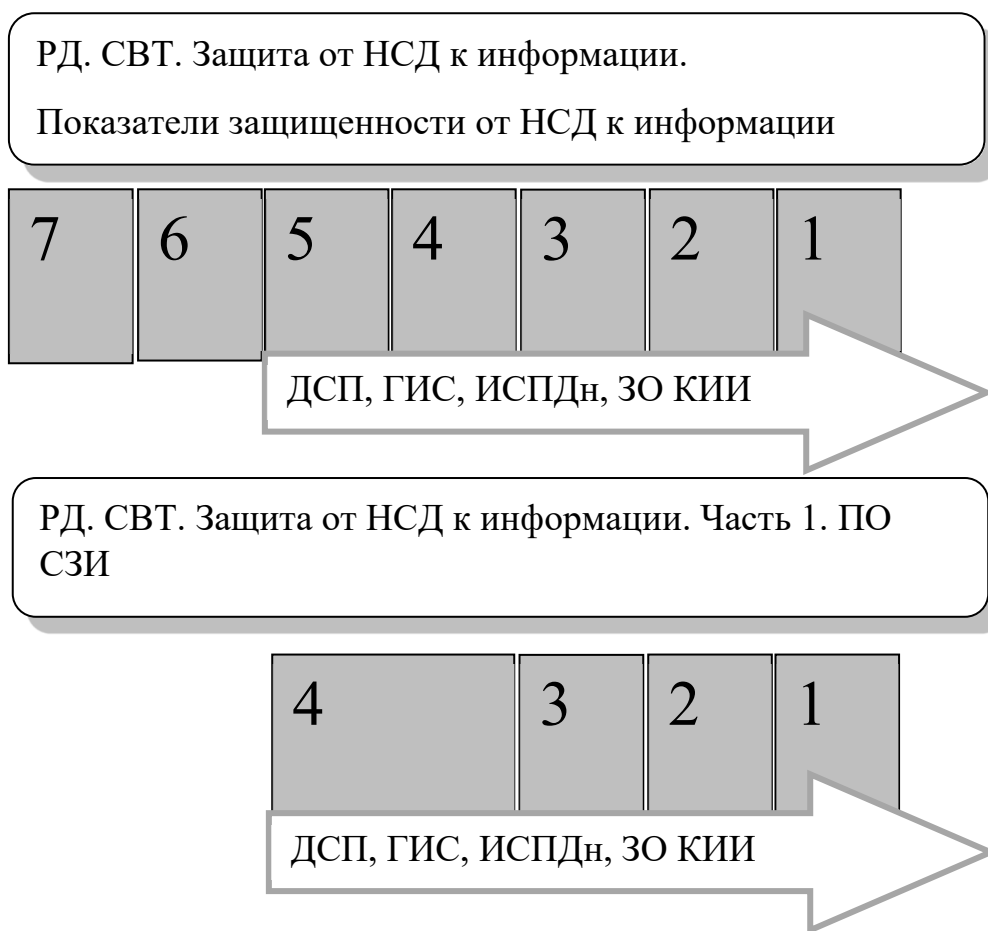 РД. СВТ. Защита от НСД к информации.
Показатели защищенности от НСД к информации
7 6 5 4 3 2 1
ДСП, ГИС, ИСПДн, ЗО КИИ
РД. СВТ. Защита от НСД к информации. Часть 1. ПО
СЗИ
4 3 2 1
ДСП, ГИС, ИСПДн, ЗО КИИ